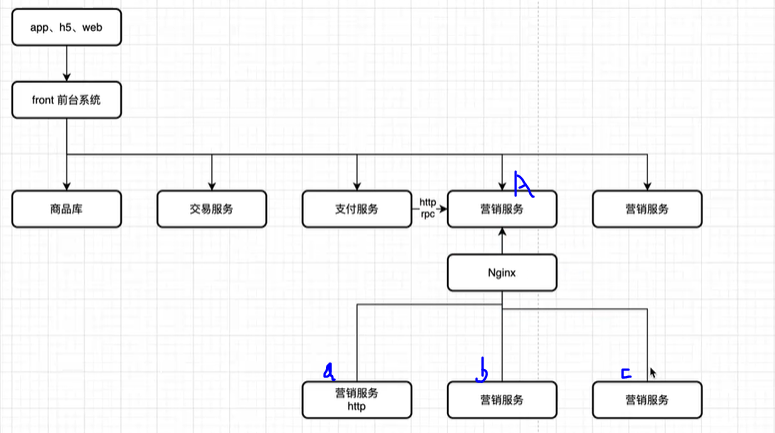 app、h5、web
front 前台系统
A
商品库
交易服务
支付服务
http
rpc
营销服务
营销服务
Nginx
a
b
c
营销服务
http
营销服务
营销服务